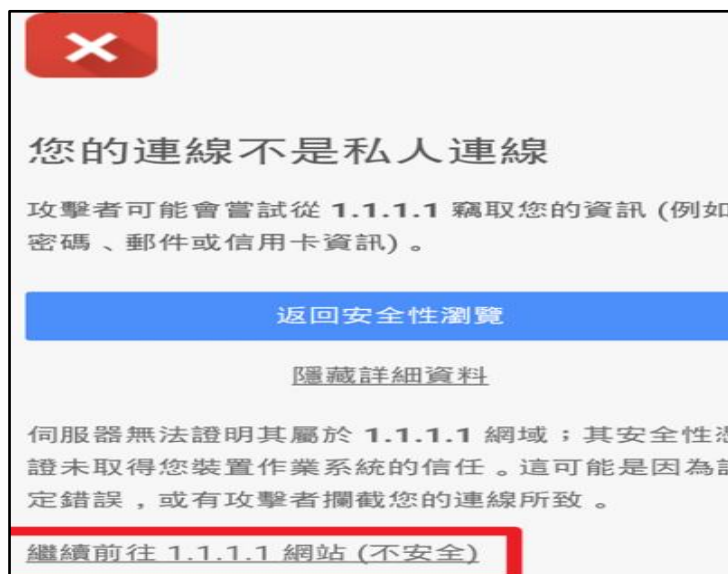 您的連線不是私人連線
攻擊者可能會嘗試從 1.1.1.1 竊取您的資訊 (例如
密碼、郵件或信用卡資訊)。
返回安全性瀏覽
隱藏詳細資料
伺服器無法證明其屬於 1.1.1.1 網域；其安全性
證未取得您裝置作業系統的信任。這可能是因為
定錯誤，或有攻擊者攔截您的連線所致。
繼續前往 1.1.1.1 網站 (不安全)